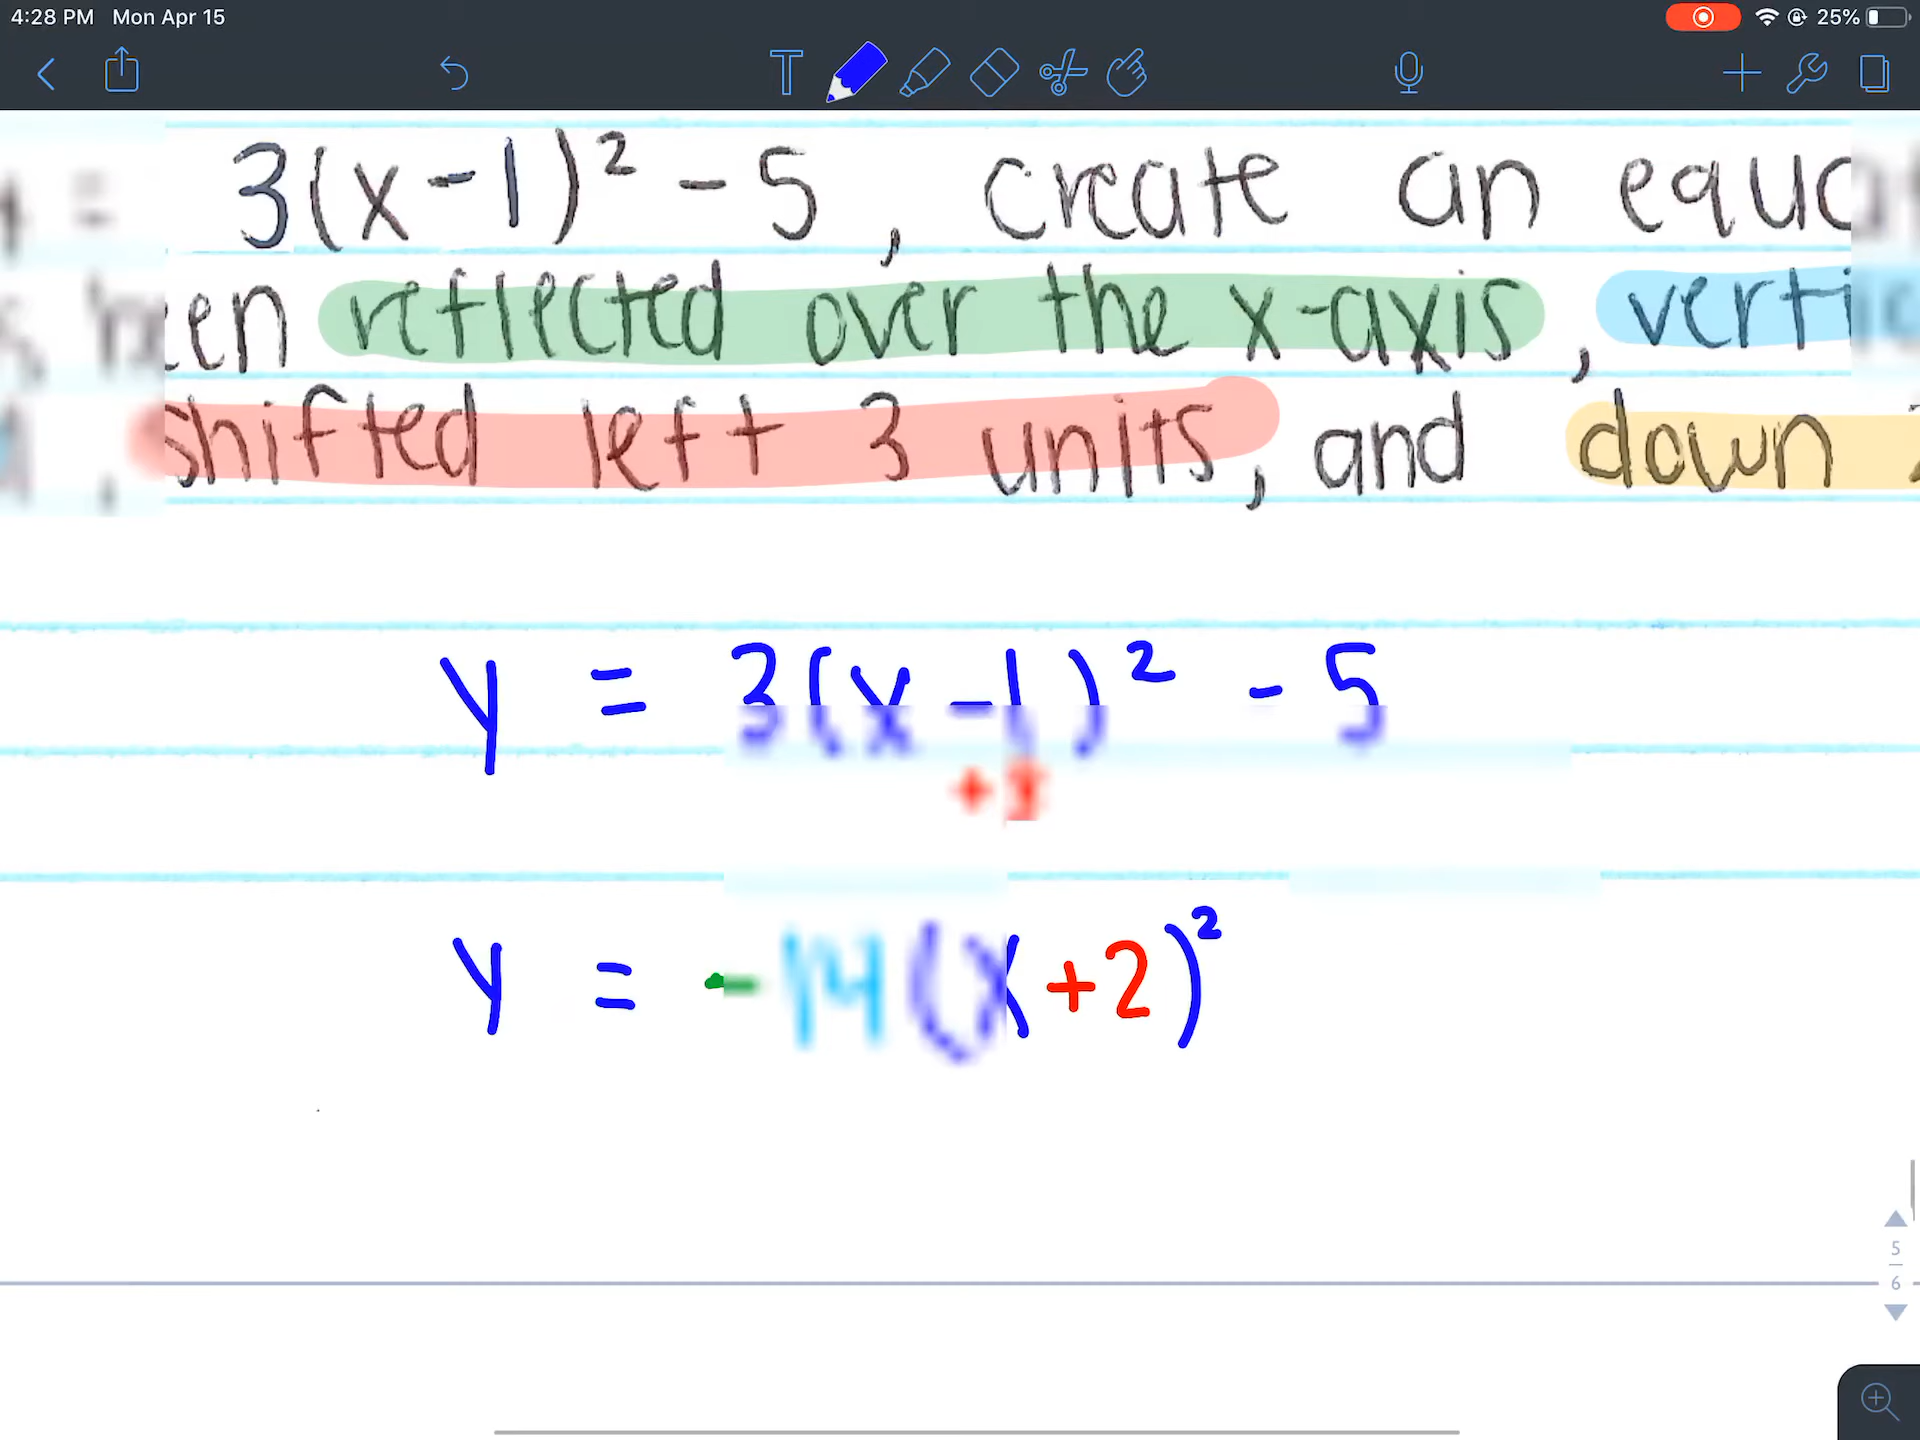 4:28 PM Mon Apr 15 25%
= 3(x-1)² - 5, create an equa
been reflected over the x-axis, verti
, shifted left 3 units, and down
y = 3(x-1)² - 5
+3
y = -14(x+2)²
5
6